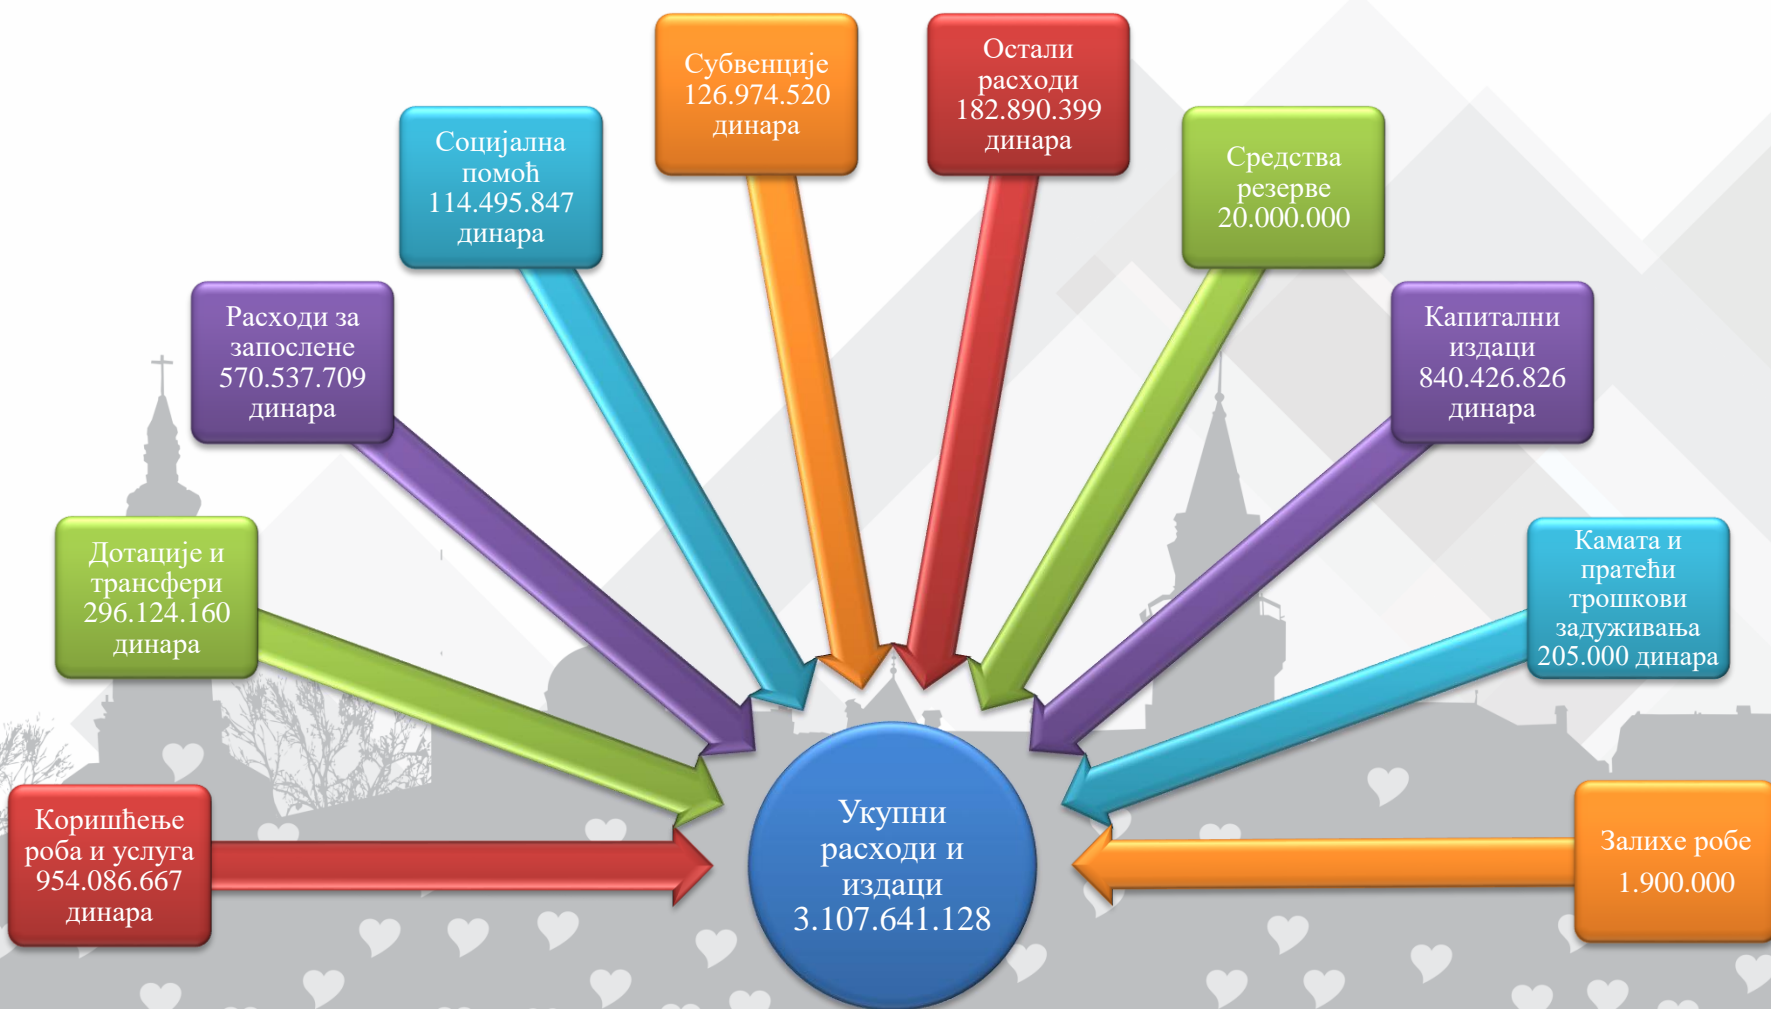 Субвенције
126.974.520
динара
Остали
расходи
182.890.399
динара
Социјална
помоћ
114.495.847
динара
Средства
резерве
20.000.000
Расходи за
запослене
570.537.709
динара
Капитални
издаци
840.426.826
динара
Дотације и
трансфери
296.124.160
динара
Камата и
пратећи
трошкови
задуживања
205.000 динара
Коришћење
роба и услуга
954.086.667
динара
Укупни
расходи и
издаци
3.107.641.128
Залихе робе
1.900.000